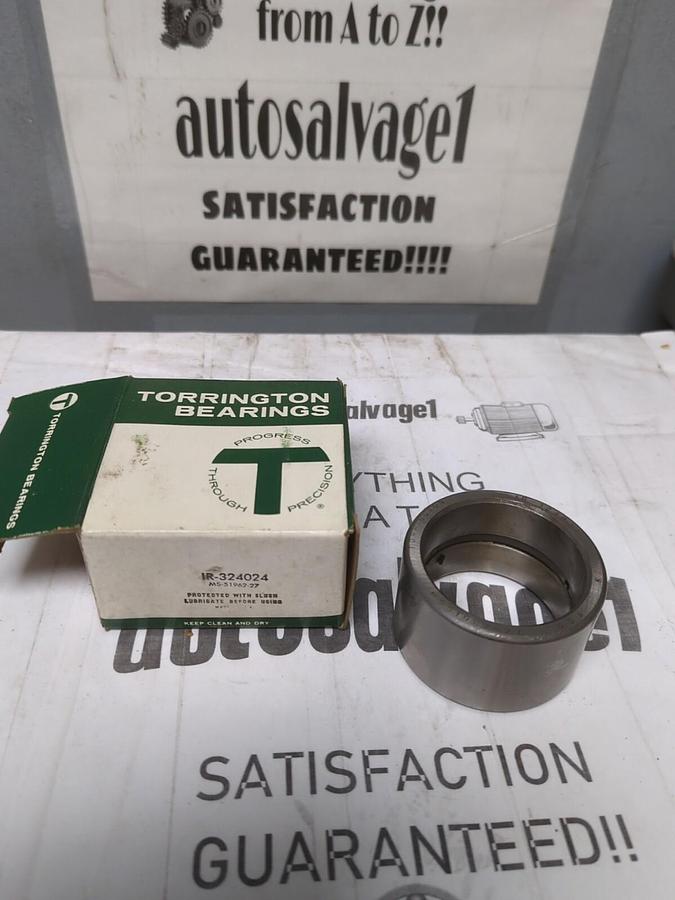 from A to Z!!
autosalvage1
SATISFACTION
GUARANTEED!!!!
TORRINGTON
BEARINGS
TORRINGTON BEARINGS
T
PROGRESS
THROUGH
PRECISION
®
IR-324024
MS-51962-27
PROTECTED WITH SLUSH
LUBRICATE BEFORE USING
KEEP CLEAN AND DRY
alvage1
YTHING
A T
autosalvage1
SATISFACTION
GUARANTEED!!